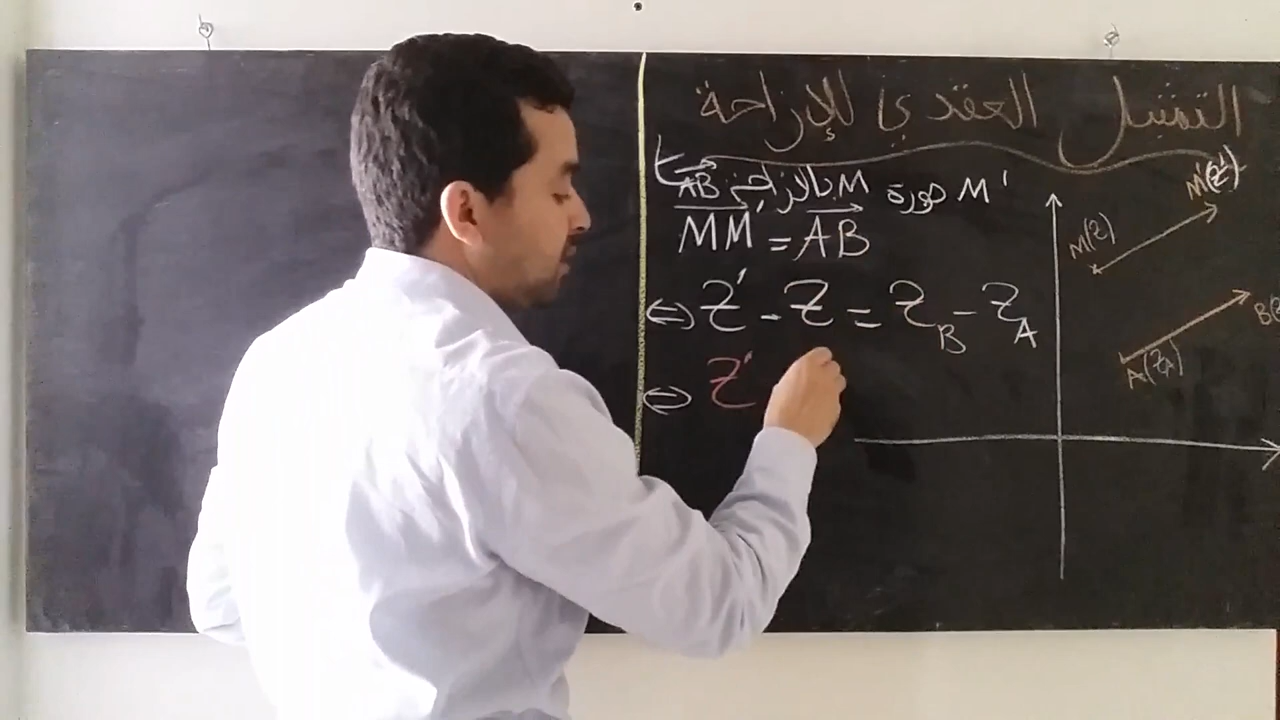 التمثيل العقدي للإزاحة
M' صورة M بالإزاحة t AB
MM' = AB
⇔ Z' - Z = Z_B - Z_A
⇔ Z'
M(z)
M'(z')
A(Z_A)